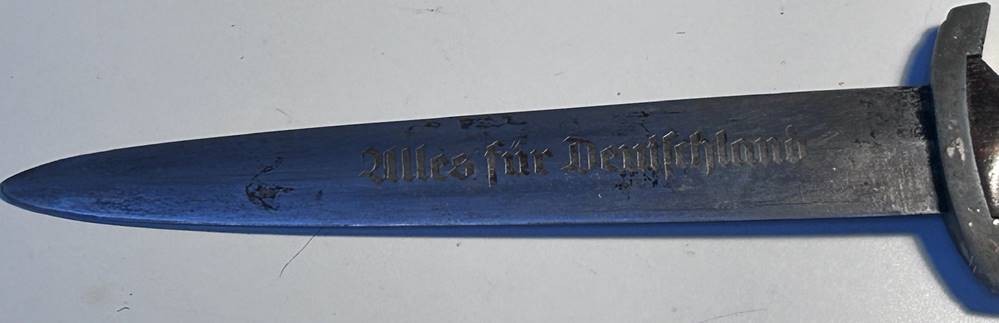 Alles für Deutschland